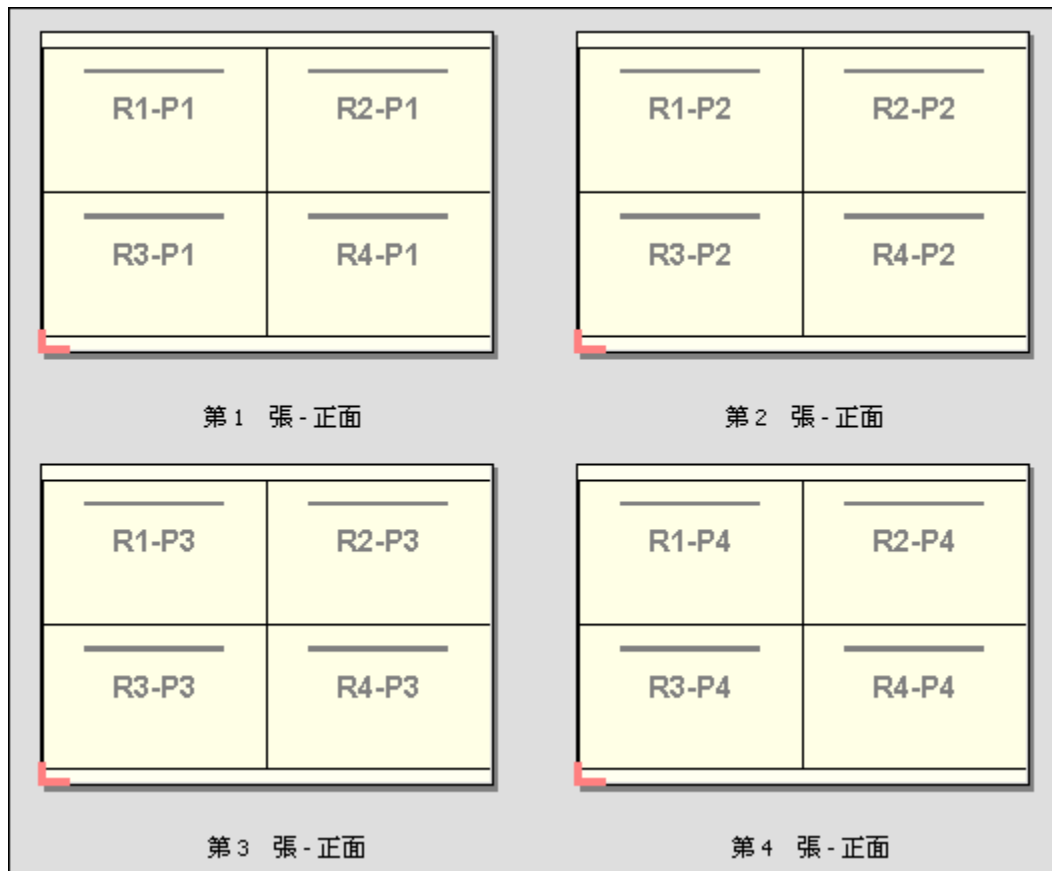 R1-P1 R2-P1
R3-P1 R4-P1
第 1 張 - 正面
R1-P2 R2-P2
R3-P2 R4-P2
第 2 張 - 正面
R1-P3 R2-P3
R3-P3 R4-P3
第 3 張 - 正面
R1-P4 R2-P4
R3-P4 R4-P4
第 4 張 - 正面